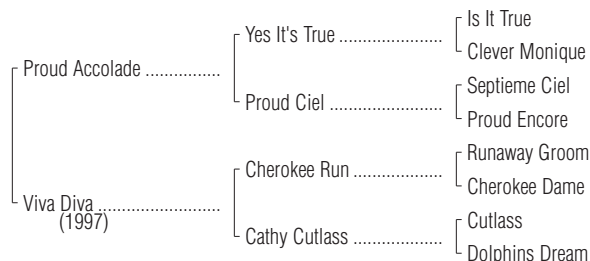 Is It True
Yes It's True ......................
Clever Monique
Proud Accolade ................
Septieme Ciel
Proud Ciel ........................
Proud Encore
Runaway Groom
Cherokee Run ...................
Cherokee Dame
Viva Diva ..........................
(1997)
Cutlass
Cathy Cutlass ...................
Dolphins Dream